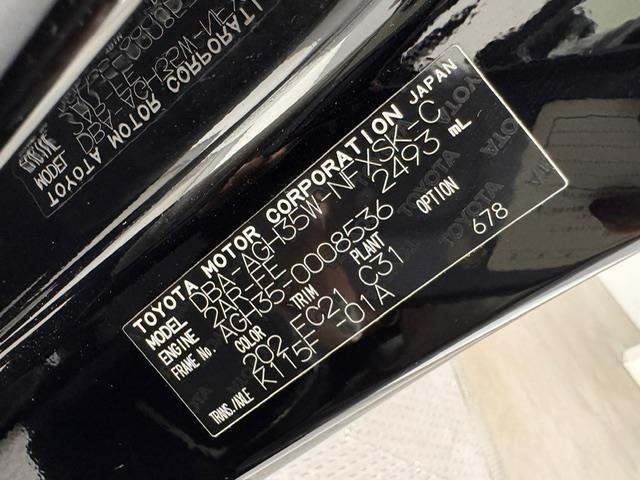 TOYOTA MOTOR CORPORATION JAPAN
MODEL DBA-AGH35W-NFXSK-C
ENGINE 2AR-FE 2493 mL
FRAME No. AGH35-0008536
COLOR TRIM PLANT OPTION
202 FC21 C31 678
TRANS./AXLE K115F -01A